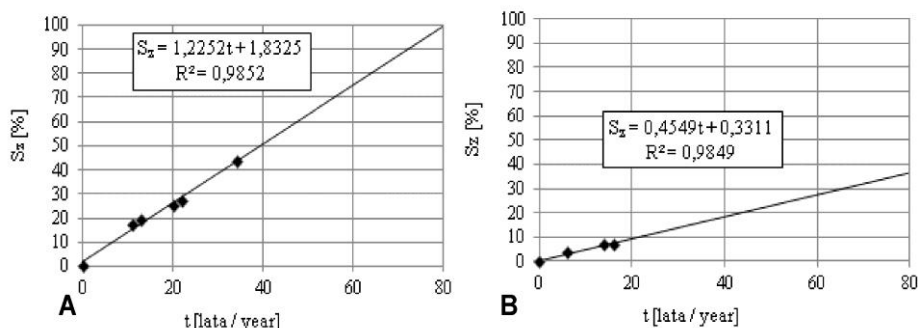 100
90
80
70
60
50
40
30
20
10
0
Sz [%]
Sz = 1,2252t + 1,8325
R² = 0,9852
0 20 40 60 80
A
t [lata / year]
100
90
80
70
60
50
40
30
20
10
0
Sz [%]
Sz = 0,4549t + 0,3311
R² = 0,9849
0 20 40 60 80
B
t [lata / year]